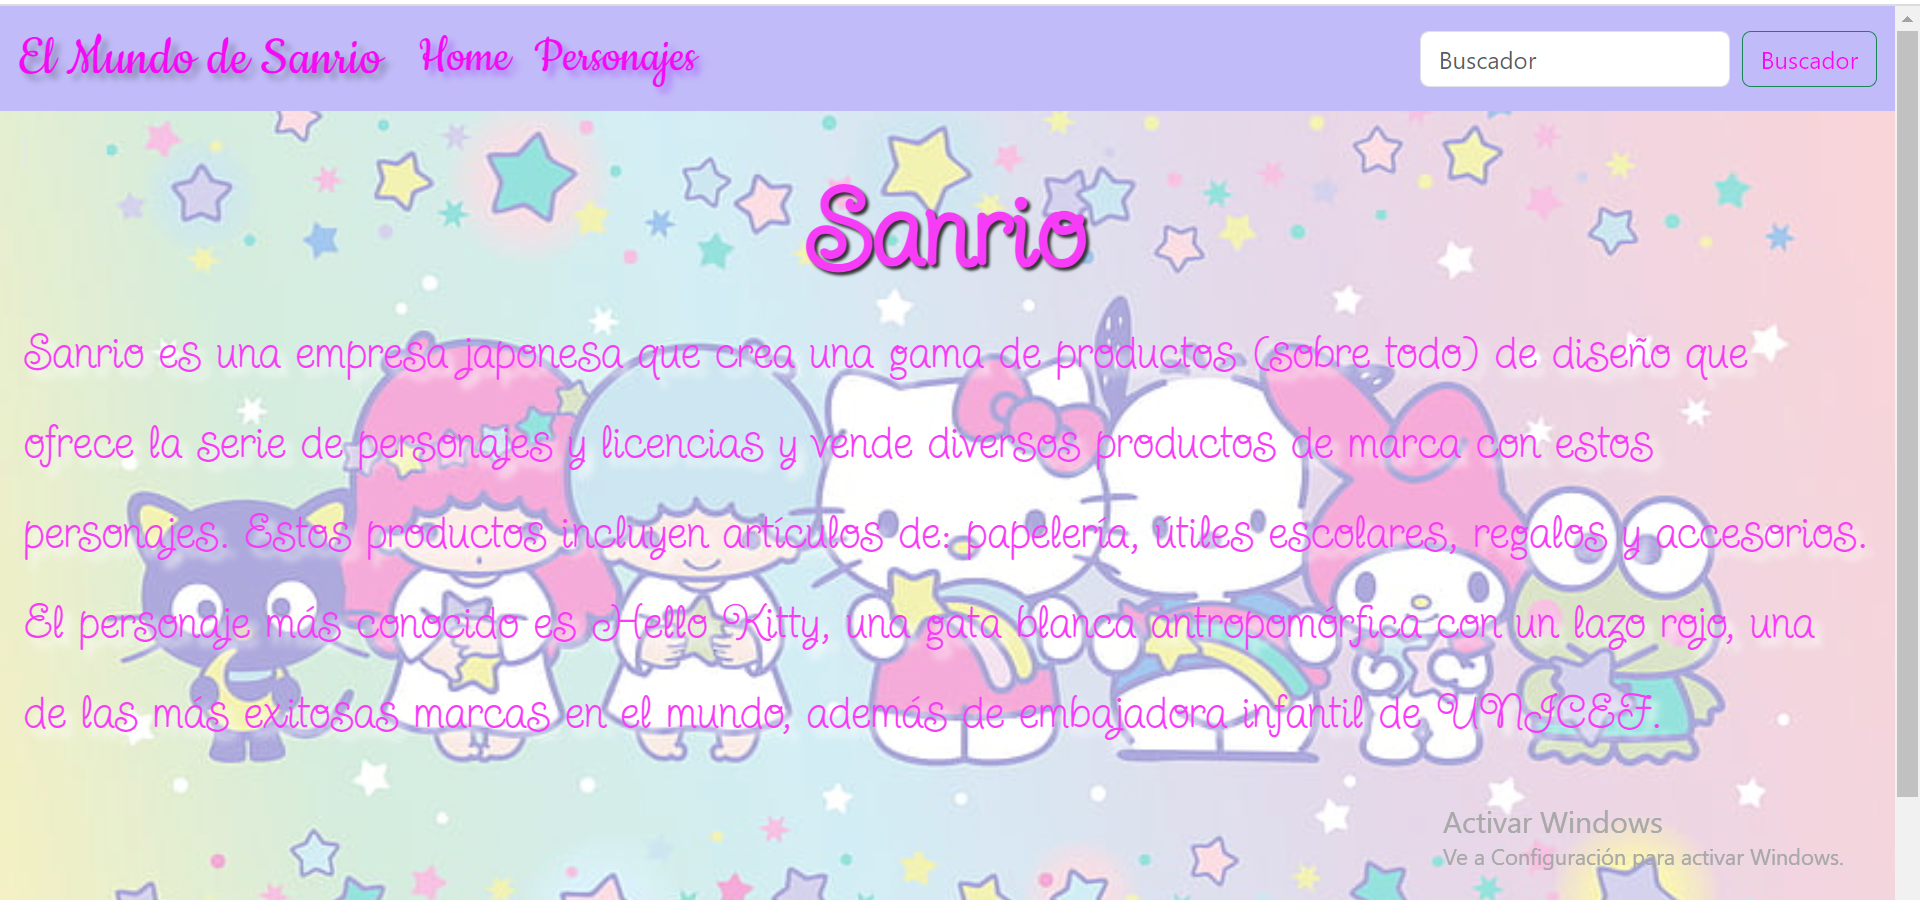 El Mundo de Sanrio Home Personajes Buscador Buscador
Sanrio
Sanrio es una empresa japonesa que crea una gama de productos (sobre todo) de diseño que
ofrece la serie de personajes y licencias y vende diversos productos de marca con estos
personajes. Estos productos incluyen artículos de: papelería, útiles escolares, regalos y accesorios.
El personaje más conocido es Hello Kitty, una gata blanca antropomórfica con un lazo rojo, una
de las más exitosas marcas en el mundo, además de embajadora infantil de UNICEF.
Activar Windows
Ve a Configuración para activar Windows.